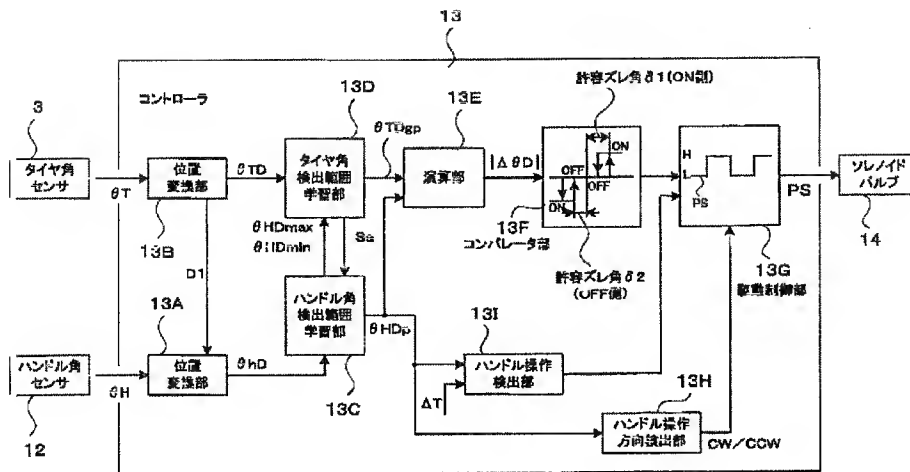 13
コントローラ
3
タイヤ角
センサ
θT
位置
変換部
13B
θTD
13D
タイヤ角
検出範囲
学習部
θTDgp
13E
演算部
|ΔθD|
許容ズレ角δ1(ON側)
ON
OFF
OFF
ON
13F
コンパレータ部
許容ズレ角δ2
(OFF側)
H
L
PS
13G
駆動制御部
PS
ソレノイド
バルブ
14
D1
θHDmax
θHDmin
Sa
13A
ハンドル角
センサ
12
θH
位置
変換部
θhD
ハンドル角
検出範囲
学習部
13C
θHDp
13I
ハンドル操作
検出部
ΔT
13H
ハンドル操作
方向検出部
CW/CCW